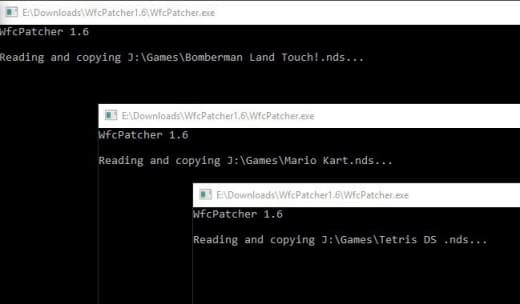 E:\Downloads\WfcPatcher1.6\WfcPatcher.exe
WfcPatcher 1.6
Reading and copying J:\Games\Bomberman Land Touch!.nds...
E:\Downloads\WfcPatcher1.6\WfcPatcher.exe
WfcPatcher 1.6
Reading and copying J:\Games\Mario Kart.nds...
E:\Downloads\WfcPatcher1.6\WfcPatcher.exe
WfcPatcher 1.6
Reading and copying J:\Games\Tetris DS .nds...